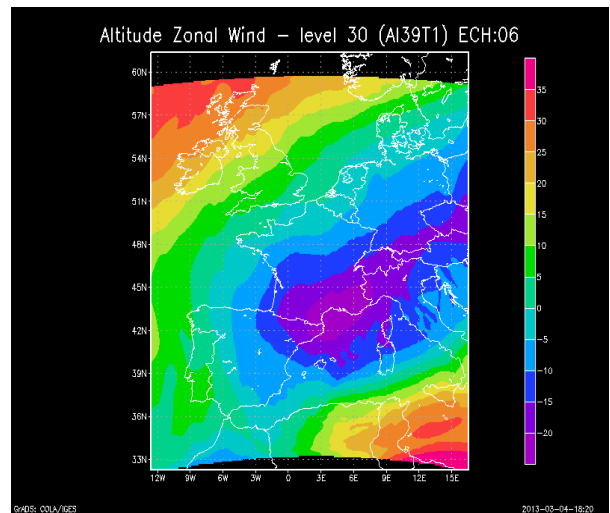 Altitude Zonal Wind – level 30 (AI39T1) ECH:06
60N
57N
54N
51N
48N
45N
42N
39N
36N
33N
12W 9W 6W 3W 0 3E 6E 9E 12E 15E
35
30
25
20
15
10
5
0
-5
-10
-15
-20
GrADS: COLA/IGES
2013-03-04-18:20